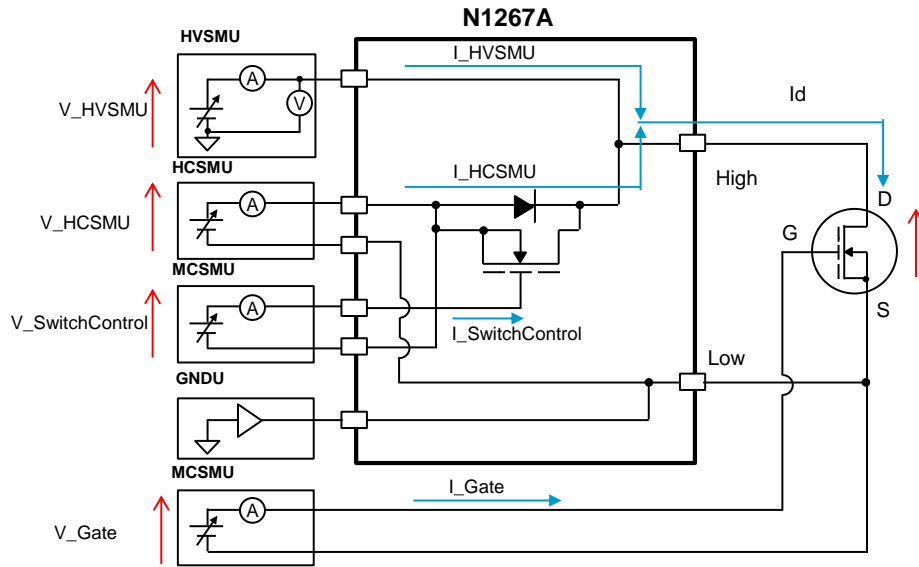 N1267A
HVSMU
I_HVSMU
A
V
V_HVSMU
Id
HCSMU
I_HCSMU
High
A
D
V_HCSMU
G
MCSMU
S
A
V_SwitchControl
I_SwitchControl
Low
GNDU
MCSMU
I_Gate
A
V_Gate